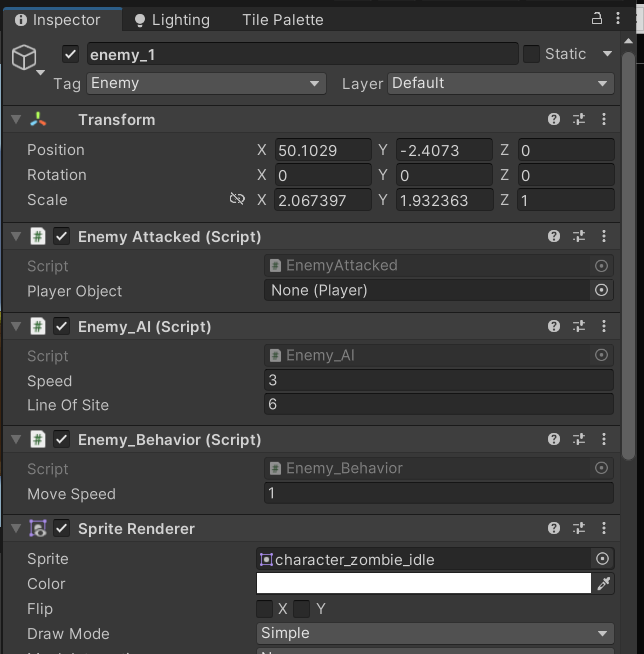 Inspector Lighting Tile Palette
enemy_1 Static
Tag Enemy Layer Default
Transform
Position X 50.1029 Y -2.4073 Z 0
Rotation X 0 Y 0 Z 0
Scale X 2.067397 Y 1.932363 Z 1
# Enemy Attacked (Script)
Script # EnemyAttacked
Player Object None (Player)
# Enemy_AI (Script)
Script # Enemy_AI
Speed 3
Line Of Site 6
# Enemy_Behavior (Script)
Script # Enemy_Behavior
Move Speed 1
Sprite Renderer
Sprite character_zombie_idle
Color
Flip X Y
Draw Mode Simple